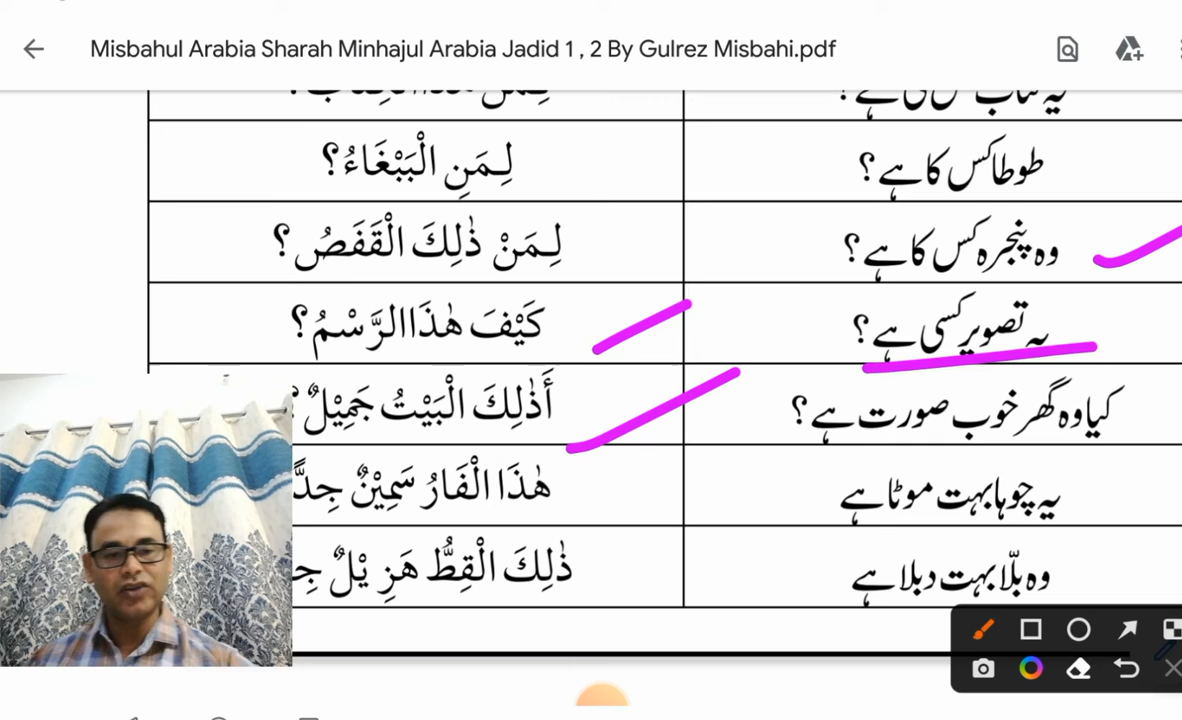 Misbahul Arabia Sharah Minhajul Arabia Jadid 1 , 2 By Gulrez Misbahi.pdf
طوطا کس کا ہے ؟ لِمَنِ الْبَبْغَاءُ؟
وہ پنجرہ کس کا ہے ؟ لِمَنْ ذٰلِكَ الْقَفَصُ؟
یہ تصویر کیسی ہے ؟ كَيْفَ هٰذَا الرَّسْمُ؟
کیا وہ گھر خوب صورت ہے ؟ أَذٰلِكَ الْبَيْتُ جَمِيْلٌ؟
یہ چوہا بہت موٹا ہے هٰذَا الْفَارُ سَمِيْنٌ جِدًّ
وہ بلّا بہت دبلا ہے ذٰلِكَ الْقِطُّ هَزِيْلٌ جِ